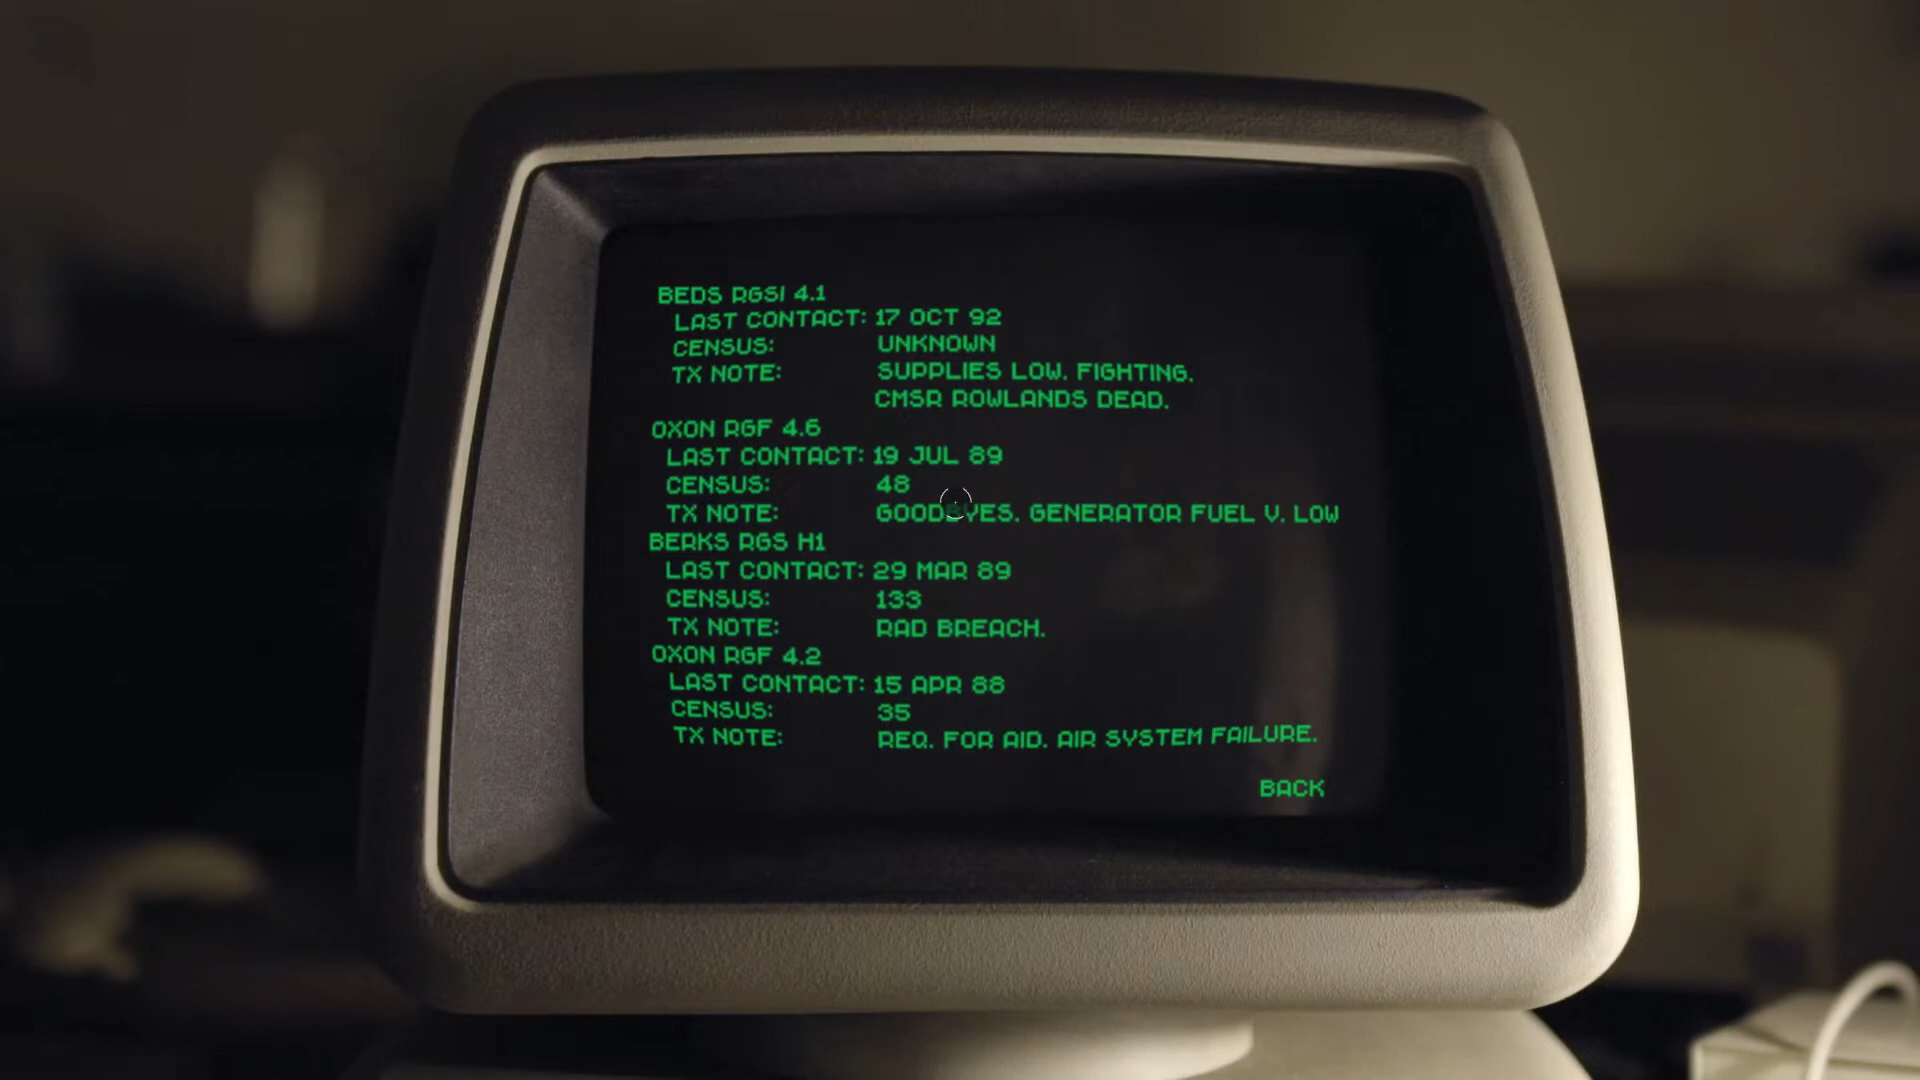 BEDS RGSI 4.1
LAST CONTACT: 17 OCT 92
CENSUS: UNKNOWN
TX NOTE: SUPPLIES LOW. FIGHTING.
CMSR ROWLANDS DEAD.
OXON RGF 4.6
LAST CONTACT: 19 JUL 89
CENSUS: 48
TX NOTE: GOODBYES. GENERATOR FUEL V. LOW
BERKS RGS H1
LAST CONTACT: 29 MAR 89
CENSUS: 133
TX NOTE: RAD BREACH.
OXON RGF 4.2
LAST CONTACT: 15 APR 88
CENSUS: 35
TX NOTE: REQ. FOR AID. AIR SYSTEM FAILURE.
BACK